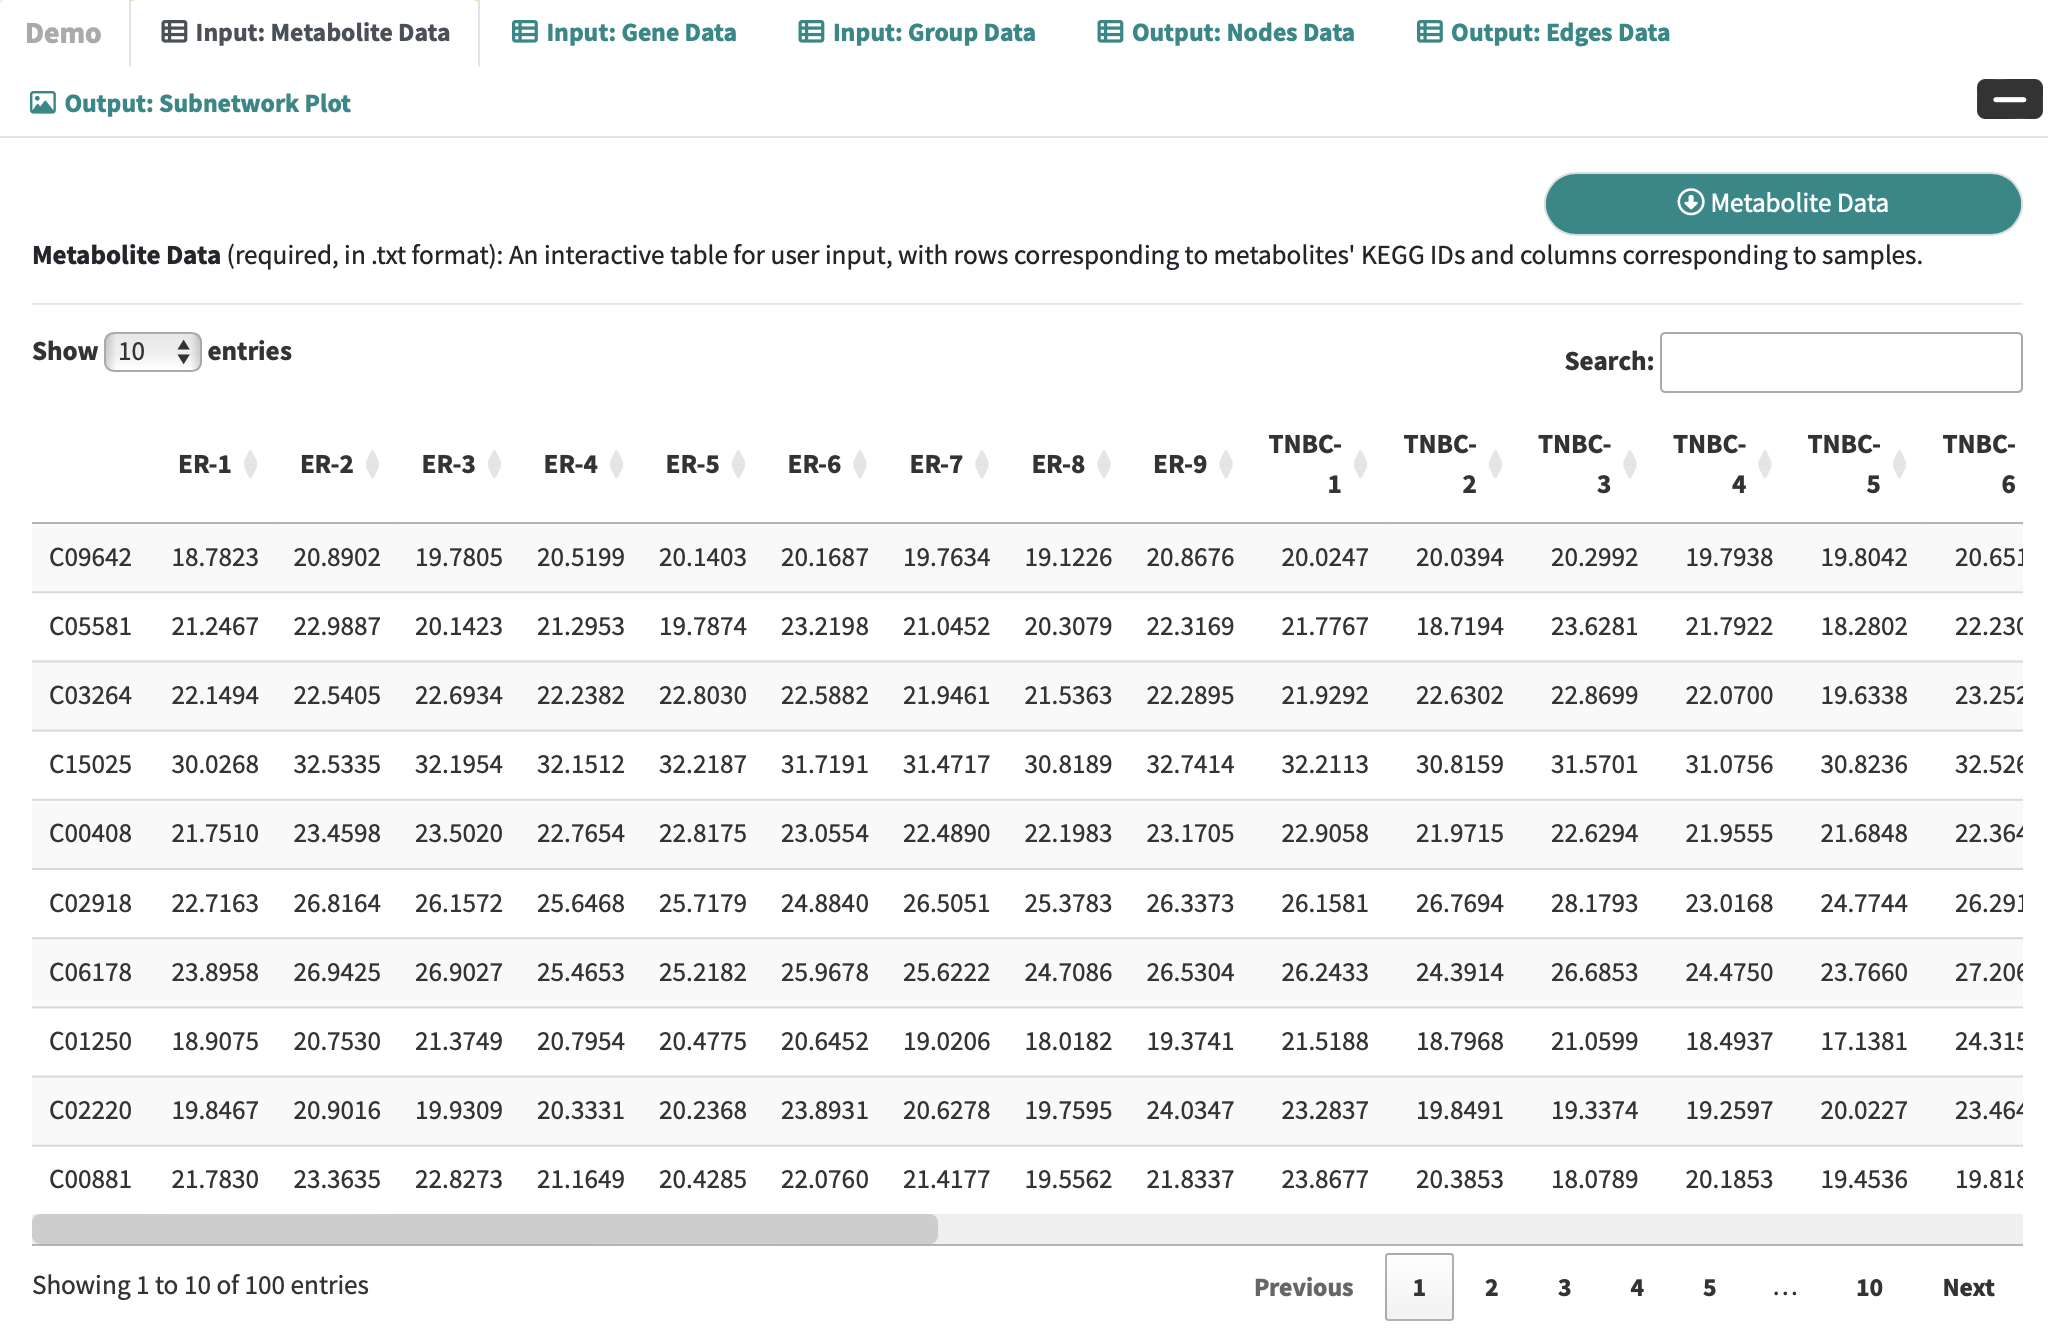 Demo Input: Metabolite Data Input: Gene Data Input: Group Data Output: Nodes Data Output: Edges Data
Output: Subnetwork Plot
Metabolite Data
Metabolite Data (required, in .txt format): An interactive table for user input, with rows corresponding to metabolites' KEGG IDs and columns corresponding to samples.
Show 10 entries
Search:
ER-1 ER-2 ER-3 ER-4 ER-5 ER-6 ER-7 ER-8 ER-9 TNBC-1 TNBC-2 TNBC-3 TNBC-4 TNBC-5 TNBC-6
C09642 18.7823 20.8902 19.7805 20.5199 20.1403 20.1687 19.7634 19.1226 20.8676 20.0247 20.0394 20.2992 19.7938 19.8042 20.651
C05581 21.2467 22.9887 20.1423 21.2953 19.7874 23.2198 21.0452 20.3079 22.3169 21.7767 18.7194 23.6281 21.7922 18.2802 22.230
C03264 22.1494 22.5405 22.6934 22.2382 22.8030 22.5882 21.9461 21.5363 22.2895 21.9292 22.6302 22.8699 22.0700 19.6338 23.252
C15025 30.0268 32.5335 32.1954 32.1512 32.2187 31.7191 31.4717 30.8189 32.7414 32.2113 30.8159 31.5701 31.0756 30.8236 32.526
C00408 21.7510 23.4598 23.5020 22.7654 22.8175 23.0554 22.4890 22.1983 23.1705 22.9058 21.9715 22.6294 21.9555 21.6848 22.364
C02918 22.7163 26.8164 26.1572 25.6468 25.7179 24.8840 26.5051 25.3783 26.3373 26.1581 26.7694 28.1793 23.0168 24.7744 26.291
C06178 23.8958 26.9425 26.9027 25.4653 25.2182 25.9678 25.6222 24.7086 26.5304 26.2433 24.3914 26.6853 24.4750 23.7660 27.206
C01250 18.9075 20.7530 21.3749 20.7954 20.4775 20.6452 19.0206 18.0182 19.3741 21.5188 18.7968 21.0599 18.4937 17.1381 24.315
C02220 19.8467 20.9016 19.9309 20.3331 20.2368 23.8931 20.6278 19.7595 24.0347 23.2837 19.8491 19.3374 19.2597 20.0227 23.464
C00881 21.7830 23.3635 22.8273 21.1649 20.4285 22.0760 21.4177 19.5562 21.8337 23.8677 20.3853 18.0789 20.1853 19.4536 19.818
Showing 1 to 10 of 100 entries
Previous 1 2 3 4 5 … 10 Next